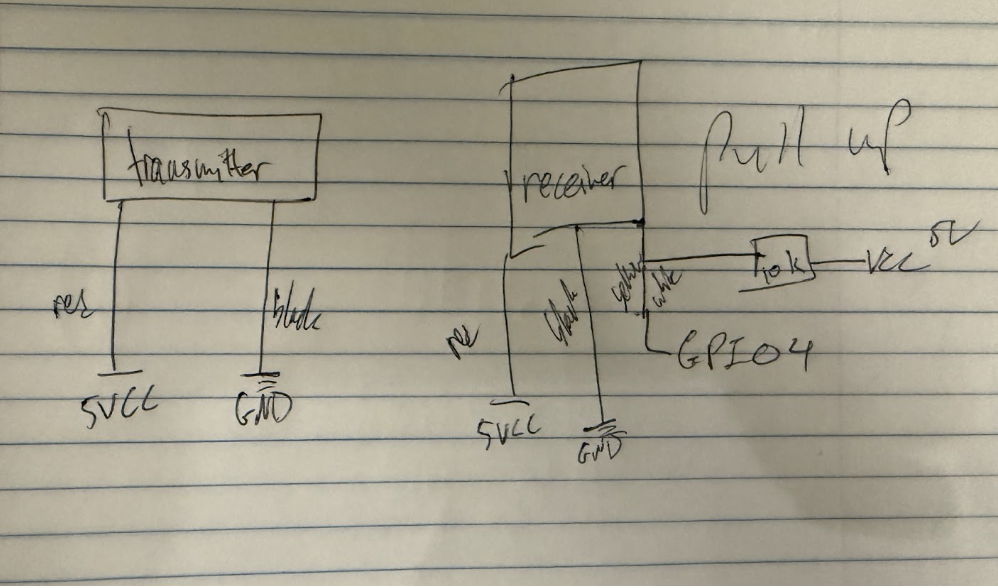 transmitter
red
black
5VCC
GND
receiver
red
black
yellow
white
5VCC
GND
GPIO4
10k
VCC 5V
Pull up